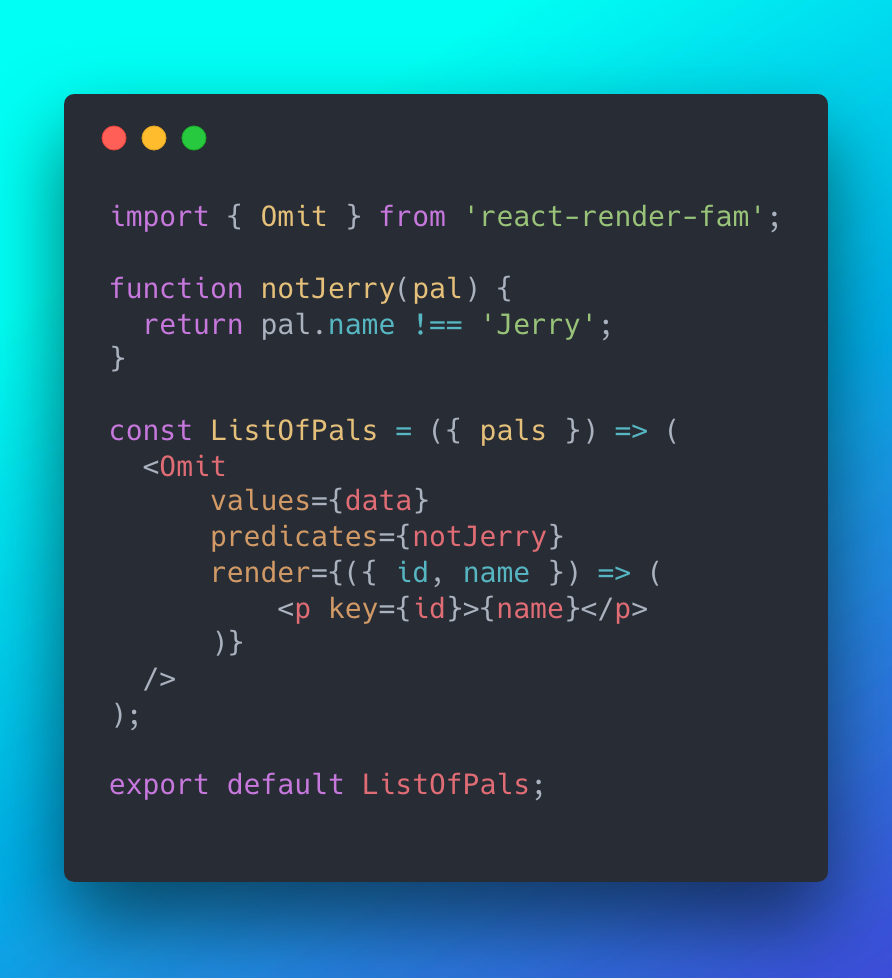 import { Omit } from 'react-render-fam';

function notJerry(pal) {
  return pal.name !== 'Jerry';
}

const ListOfPals = ({ pals }) => (
  <Omit
      values={data}
      predicates={notJerry}
      render={({ id, name }) => (
          <p key={id}>{name}</p>
      )}
  />
);

export default ListOfPals;